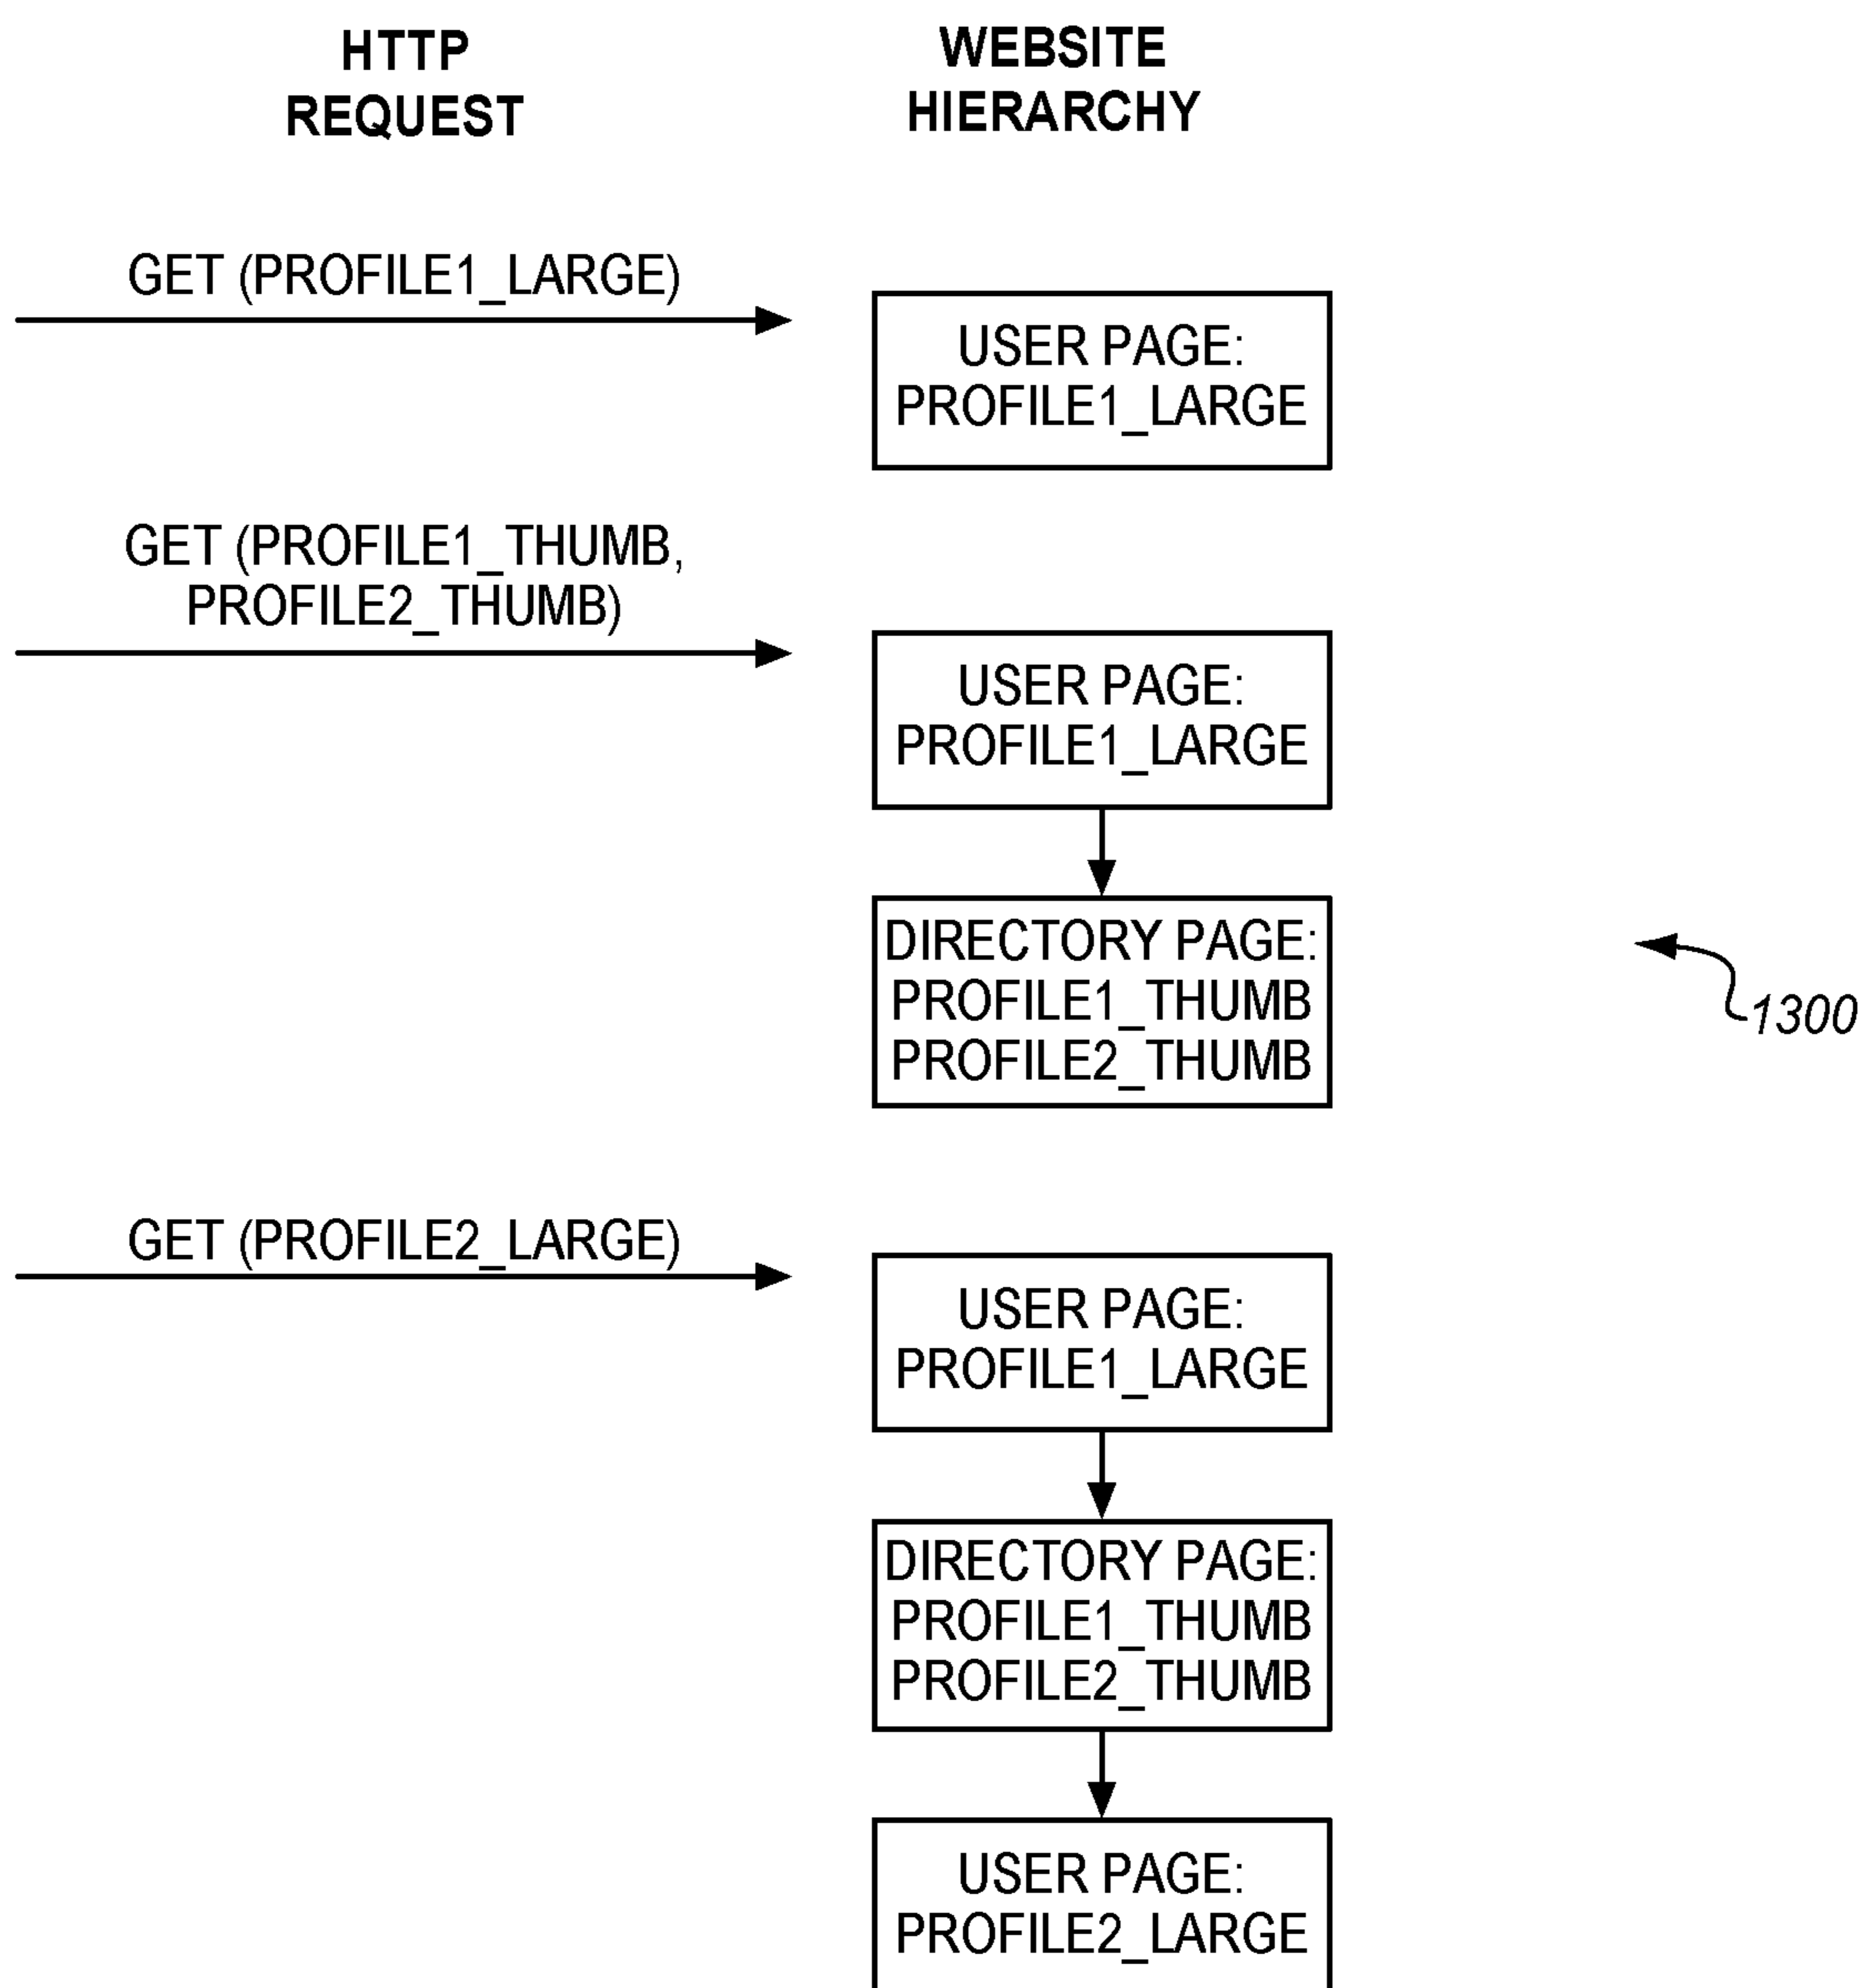 HTTP
REQUEST
WEBSITE
HIERARCHY
GET (PROFILE1_LARGE)
USER PAGE:
PROFILE1_LARGE
GET (PROFILE1_THUMB,
PROFILE2_THUMB)
USER PAGE:
PROFILE1_LARGE
DIRECTORY PAGE:
PROFILE1_THUMB
PROFILE2_THUMB
1300
GET (PROFILE2_LARGE)
USER PAGE:
PROFILE1_LARGE
DIRECTORY PAGE:
PROFILE1_THUMB
PROFILE2_THUMB
USER PAGE:
PROFILE2_LARGE